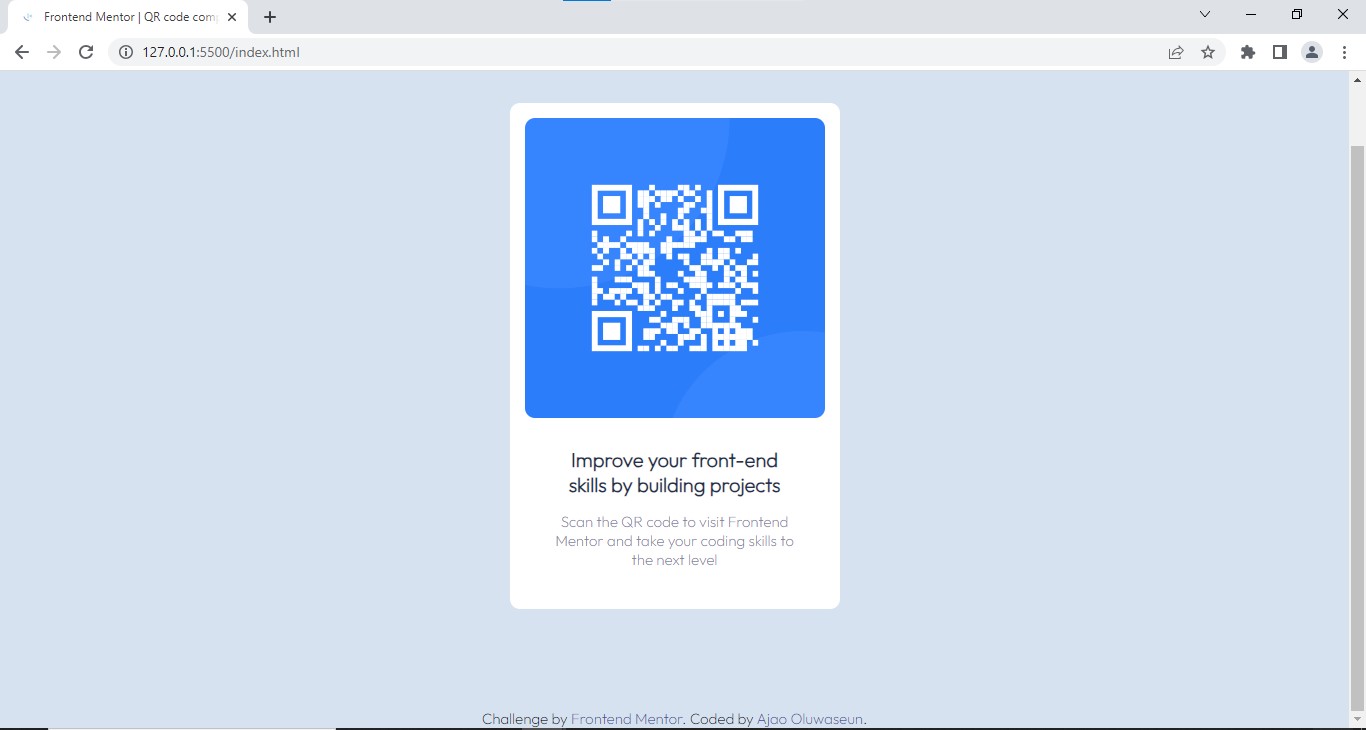 Frontend Mentor | QR code com
127.0.0.1:5500/index.html
Improve your front-end
skills by building projects
Scan the QR code to visit Frontend
Mentor and take your coding skills to
the next level
Challenge by Frontend Mentor. Coded by Ajao Oluwaseun.